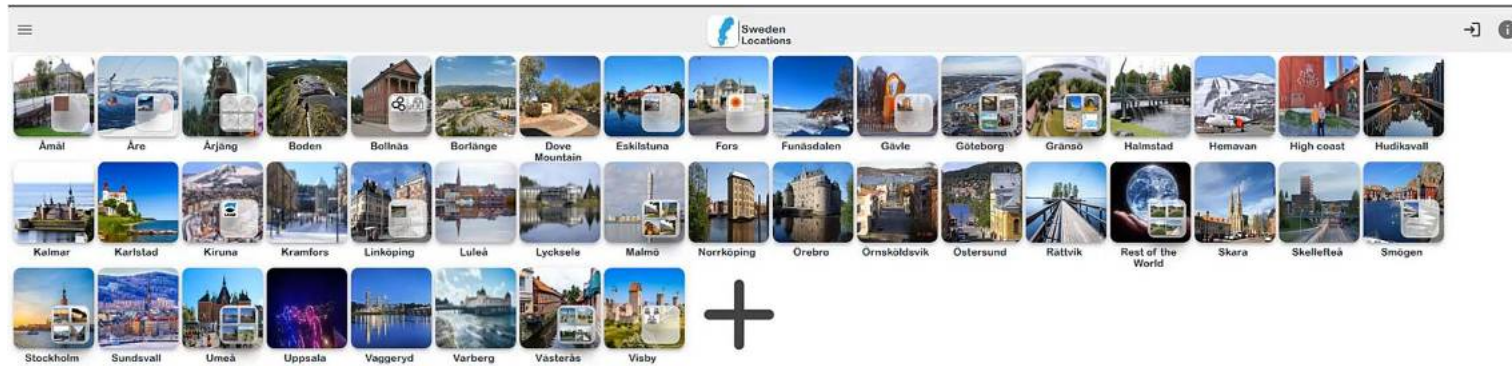 Sweden
Locations
Åmål
Åre
Årjäng
Boden
Bollnäs
Borlänge
Dove
Mountain
Eskilstuna
Fors
Funäsdalen
Gävle
Göteborg
Gränsö
Halmstad
Hemavan
High coast
Hudiksvall
Kalmar
Karlstad
Kiruna
Kramfors
Linköping
Luleå
Lycksele
Malmö
Norrköping
Örebro
Örnsköldsvik
Östersund
Rättvik
Rest of the
World
Skara
Skellefteå
Smögen
Stockholm
Sundsvall
Umeå
Uppsala
Vaggeryd
Varberg
Västerås
Visby